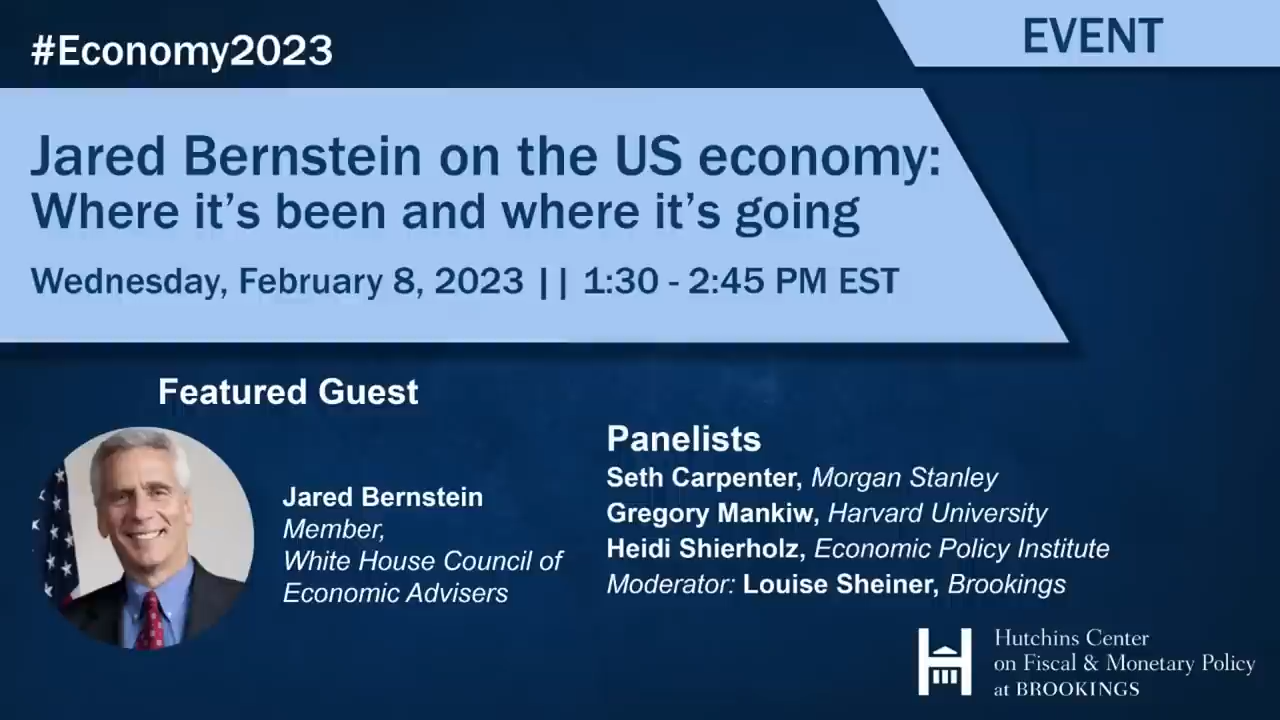 #Economy2023
EVENT
Jared Bernstein on the US economy:
Where it’s been and where it’s going
Wednesday, February 8, 2023 || 1:30 - 2:45 PM EST
Featured Guest
Jared Bernstein
Member,
White House Council of
Economic Advisers
Panelists
Seth Carpenter, Morgan Stanley
Gregory Mankiw, Harvard University
Heidi Shierholz, Economic Policy Institute
Moderator: Louise Sheiner, Brookings
Hutchins Center
on Fiscal & Monetary Policy
at BROOKINGS